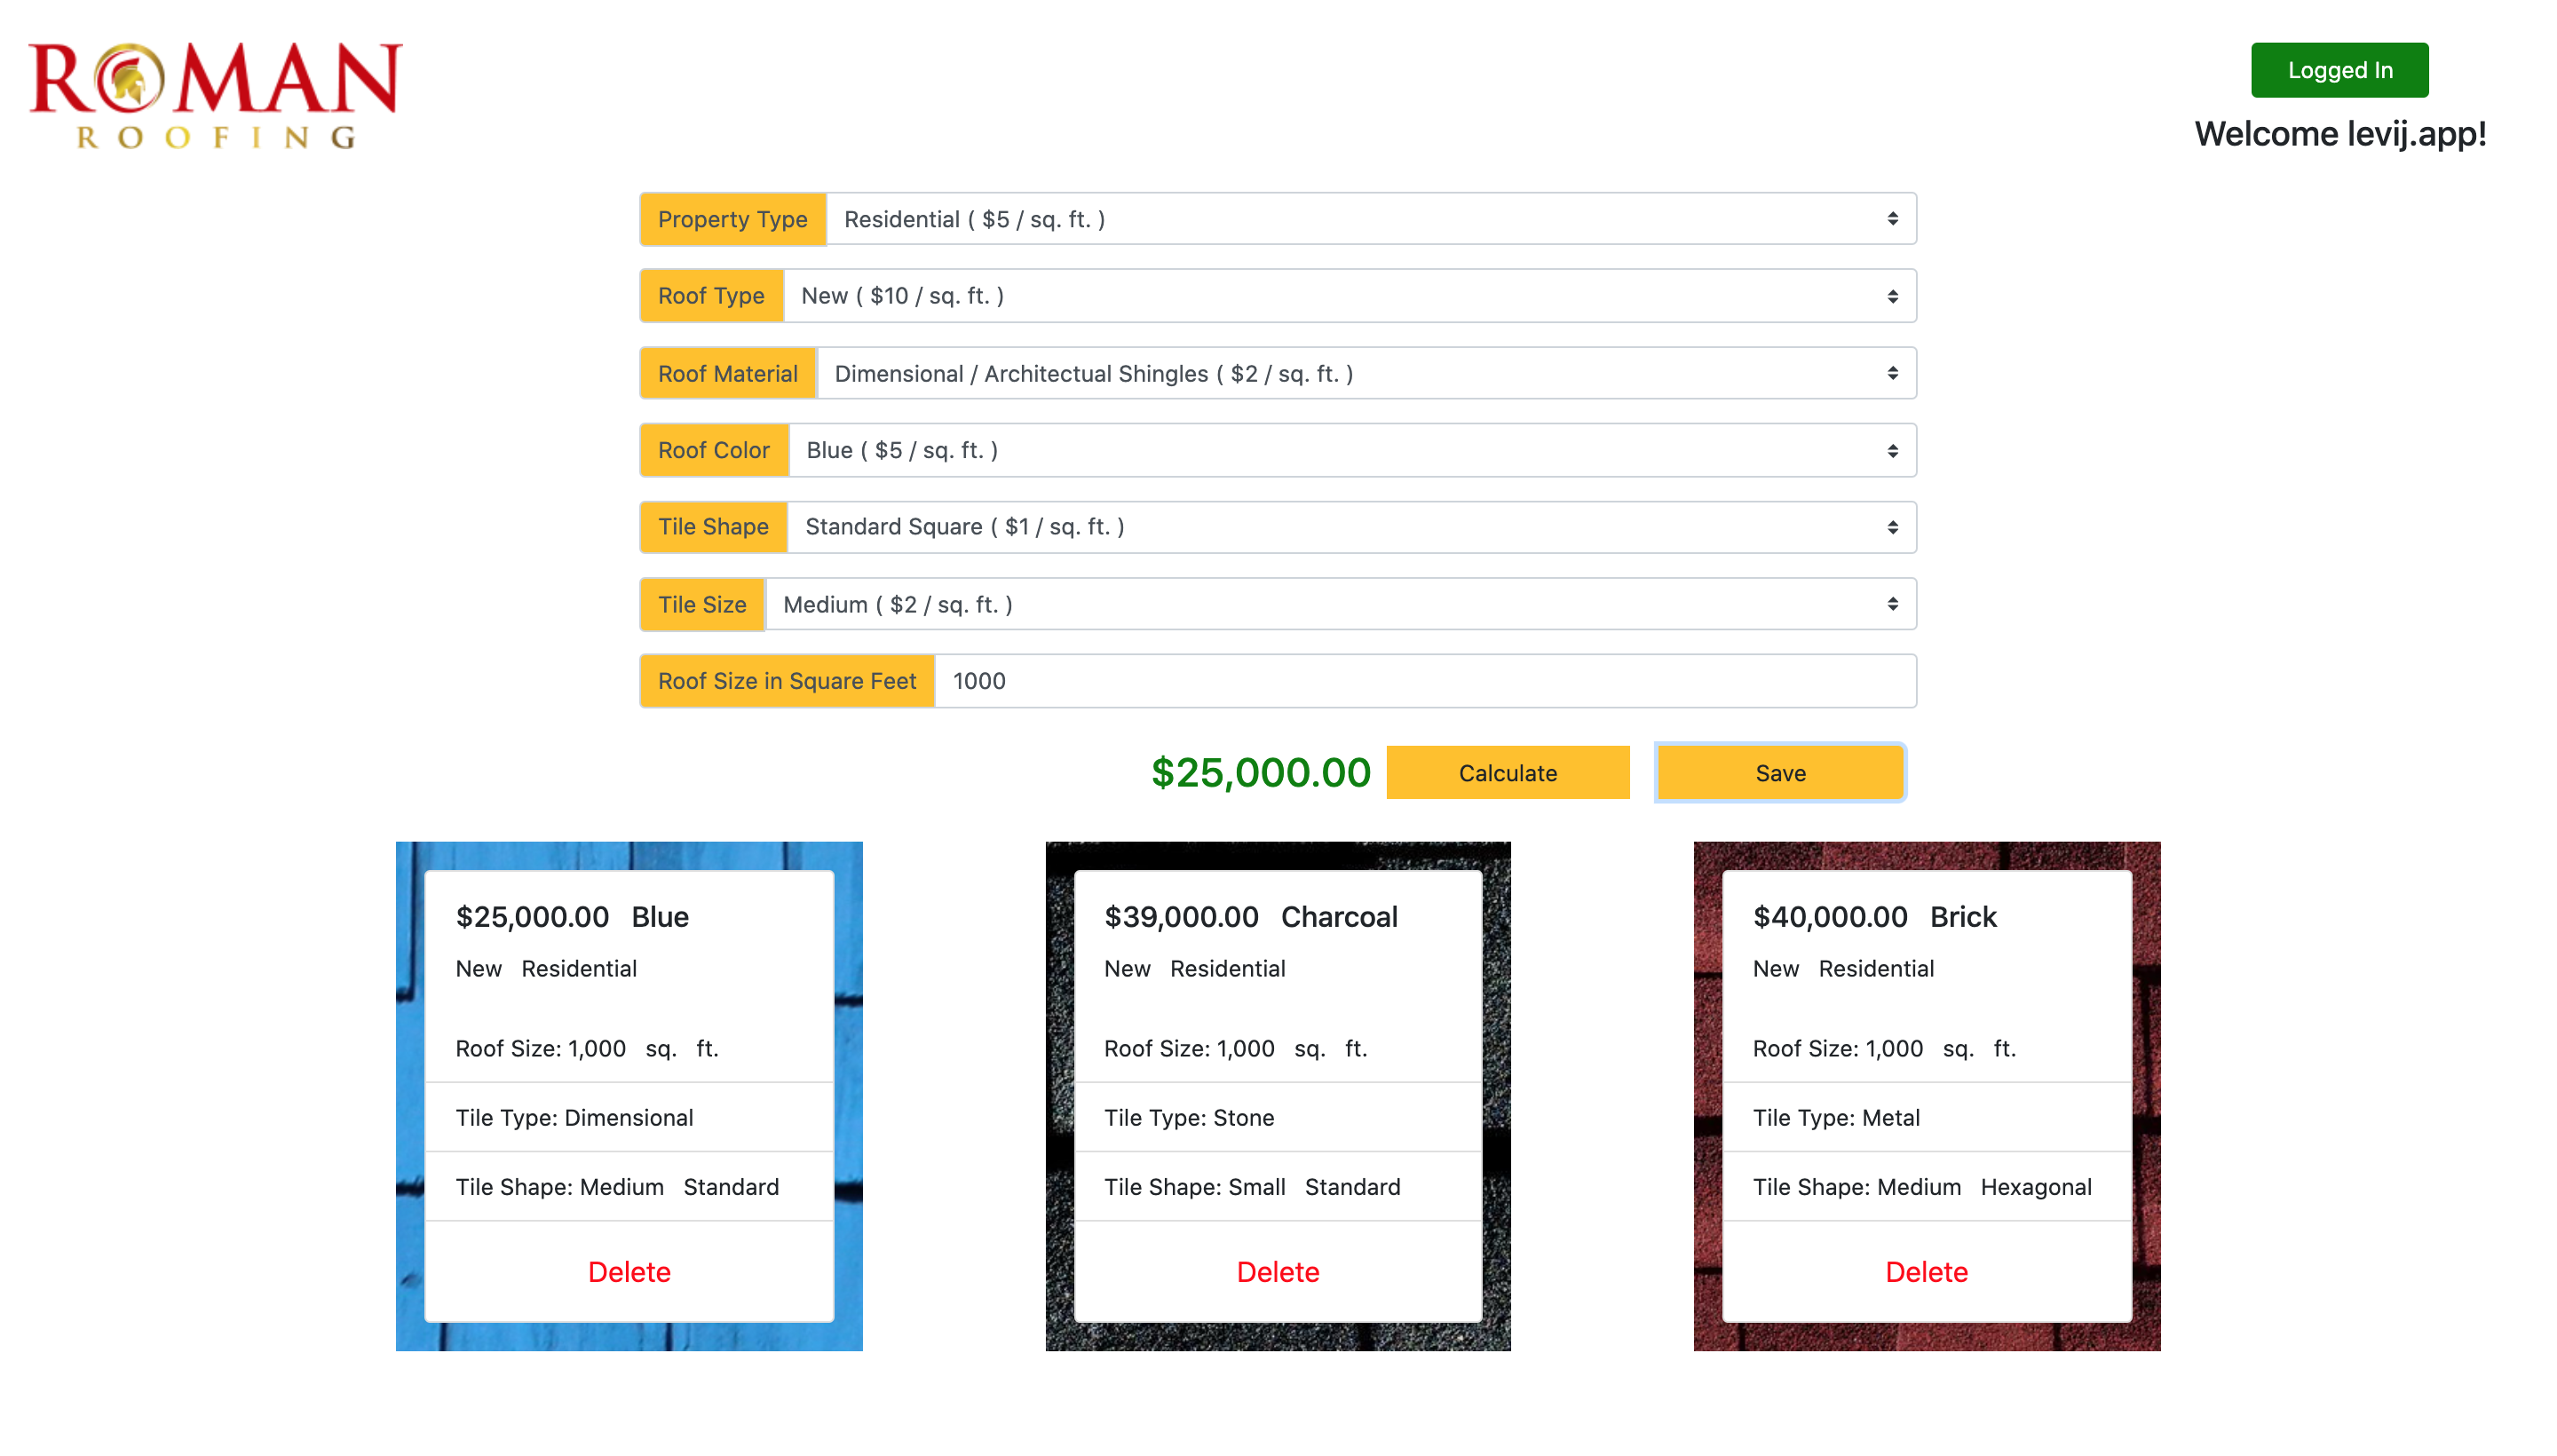 ROMAN
ROOFING
Logged In
Welcome levij.app!
Property Type Residential ( $5 / sq. ft. )
Roof Type New ( $10 / sq. ft. )
Roof Material Dimensional / Architectual Shingles ( $2 / sq. ft. )
Roof Color Blue ( $5 / sq. ft. )
Tile Shape Standard Square ( $1 / sq. ft. )
Tile Size Medium ( $2 / sq. ft. )
Roof Size in Square Feet 1000
$25,000.00 Calculate Save
$25,000.00 Blue
New Residential
Roof Size: 1,000 sq. ft.
Tile Type: Dimensional
Tile Shape: Medium Standard
Delete
$39,000.00 Charcoal
New Residential
Roof Size: 1,000 sq. ft.
Tile Type: Stone
Tile Shape: Small Standard
Delete
$40,000.00 Brick
New Residential
Roof Size: 1,000 sq. ft.
Tile Type: Metal
Tile Shape: Medium Hexagonal
Delete